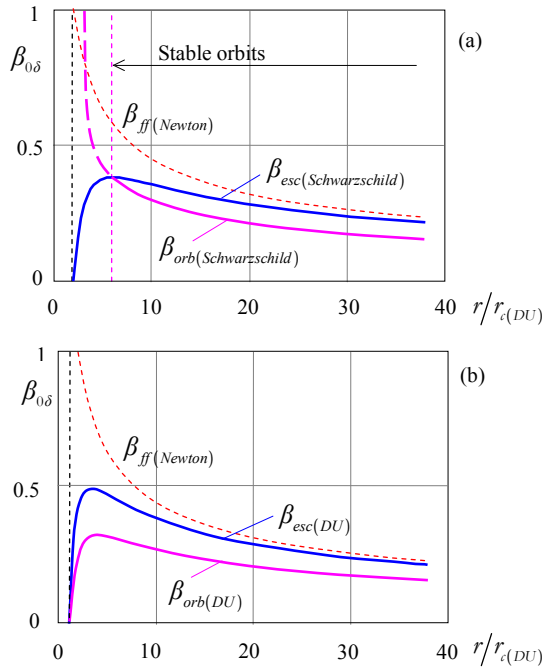 1
(a)
Stable orbits
β0δ
βff(Newton)
0.5
βesc(Schwarzschild)
βorb(Schwarzschild)
0
0 10 20 30 40
r/rc(DU)
1
(b)
β0δ
βff(Newton)
0.5
βesc(DU)
βorb(DU)
0
0 10 20 30 40
r/rc(DU)